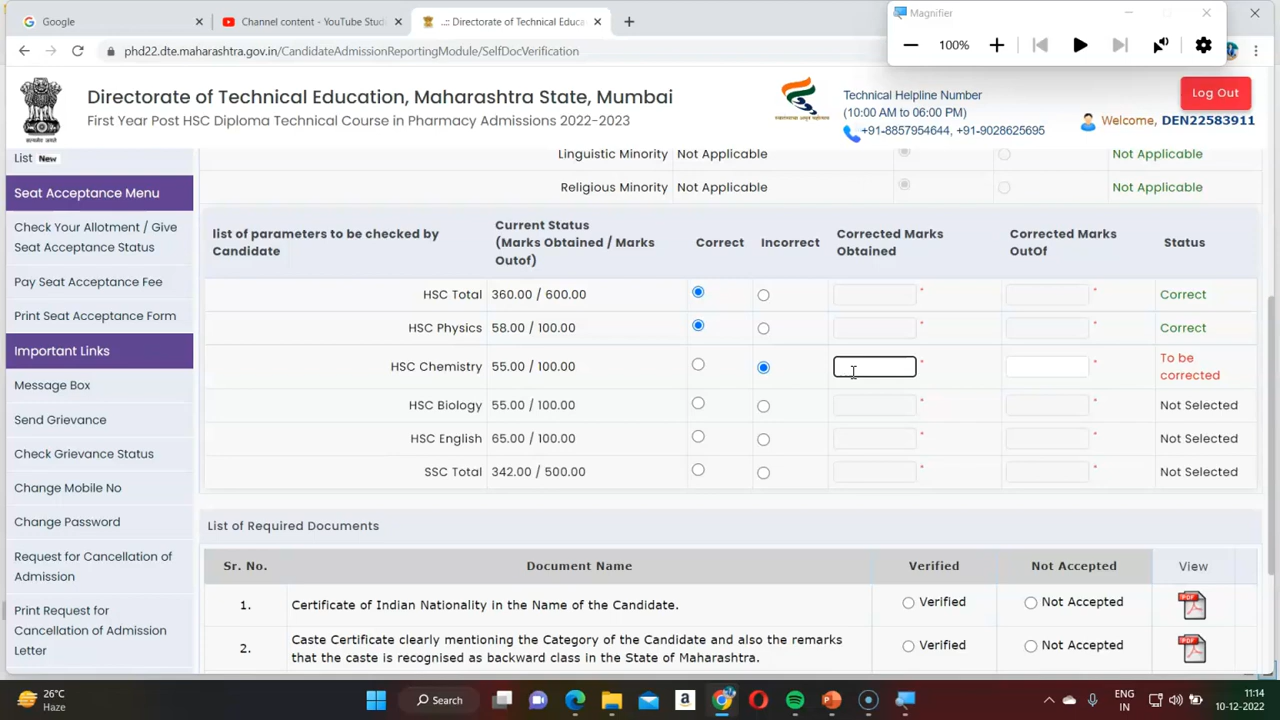 Google
Channel content - YouTube Stud
..:: Directorate of Technical Educa
Magnifier
100%
phd22.dte.maharashtra.gov.in/CandidateAdmissionReportingModule/SelfDocVerification
Directorate of Technical Education, Maharashtra State, Mumbai
First Year Post HSC Diploma Technical Course in Pharmacy Admissions 2022-2023
Technical Helpline Number
(10:00 AM to 06:00 PM)
+91-8857954644, +91-9028625695
Log Out
Welcome, DEN22583911
List New
Seat Acceptance Menu
Check Your Allotment / Give
Seat Acceptance Status
Pay Seat Acceptance Fee
Print Seat Acceptance Form
Important Links
Message Box
Send Grievance
Check Grievance Status
Change Mobile No
Change Password
Request for Cancellation of
Admission
Print Request for
Cancellation of Admission
Letter
Linguistic Minority Not Applicable Not Applicable
Religious Minority Not Applicable Not Applicable
list of parameters to be checked by
Candidate
Current Status
(Marks Obtained / Marks
Outof)
Correct
Incorrect
Corrected Marks
Obtained
Corrected Marks
OutOf
Status
HSC Total 360.00 / 600.00 * * Correct
HSC Physics 58.00 / 100.00 * * Correct
HSC Chemistry 55.00 / 100.00 * * To be
corrected
HSC Biology 55.00 / 100.00 * * Not Selected
HSC English 65.00 / 100.00 * * Not Selected
SSC Total 342.00 / 500.00 * * Not Selected
List of Required Documents
Sr. No. Document Name Verified Not Accepted View
1. Certificate of Indian Nationality in the Name of the Candidate. Verified Not Accepted PDF
2. Caste Certificate clearly mentioning the Category of the Candidate and also the remarks
that the caste is recognised as backward class in the State of Maharashtra. Verified Not Accepted PDF
26°C
Haze
Search
ENG
IN
11:14
10-12-2022